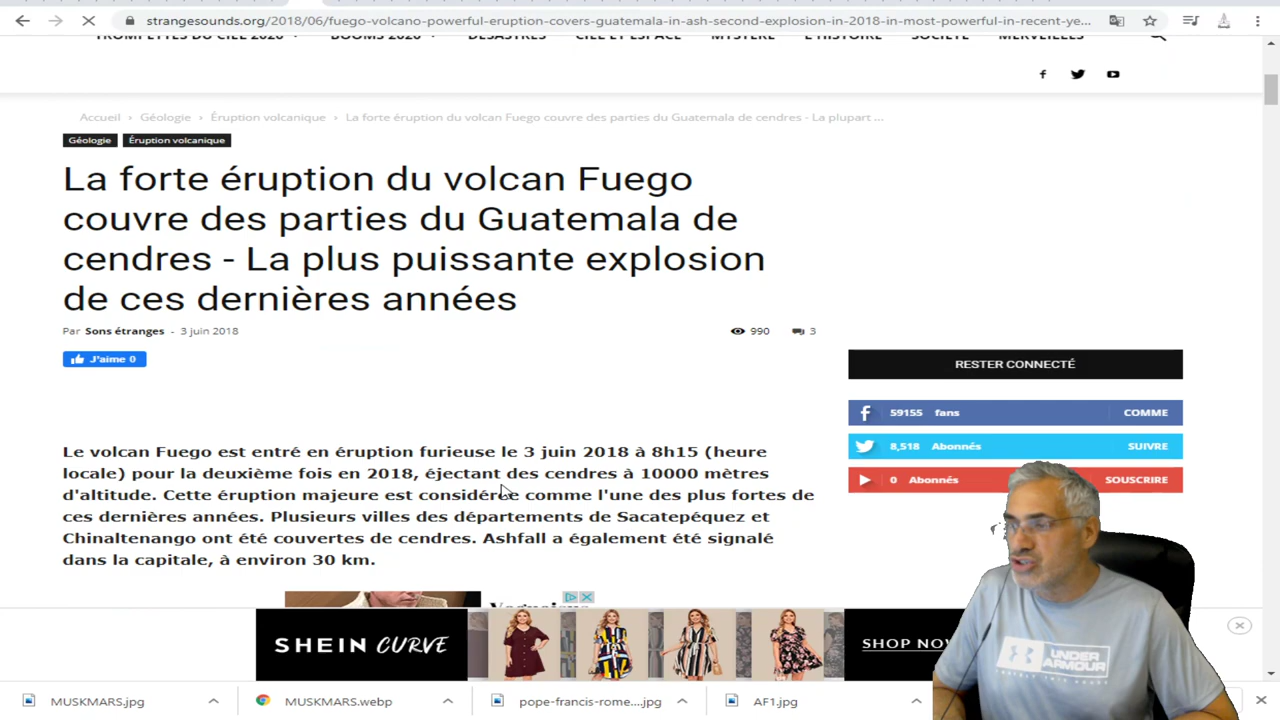 strangesounds.org/2018/06/fuego-volcano-powerful-eruption-covers-guatemala-in-ash-second-explosion-in-2018-in-most-powerful-in-recent-ye...
TROMPETTES DU CIEL 2020 BOOMS 2020 DÉSASTRES CIEL ET ESPACE MYSTÈRE L'HISTOIRE SOCIÉTÉ MERVEILLES
Accueil › Géologie › Éruption volcanique › La forte éruption du volcan Fuego couvre des parties du Guatemala de cendres - La plupart ...
Géologie Éruption volcanique
La forte éruption du volcan Fuego
couvre des parties du Guatemala de
cendres - La plus puissante explosion
de ces dernières années
Par Sons étranges - 3 juin 2018 990 3
J'aime 0
RESTER CONNECTÉ
59155 fans COMME
8,518 Abonnés SUIVRE
0 Abonnés SOUSCRIRE
Le volcan Fuego est entré en éruption furieuse le 3 juin 2018 à 8h15 (heure
locale) pour la deuxième fois en 2018, éjectant des cendres à 10000 mètres
d'altitude. Cette éruption majeure est considérée comme l'une des plus fortes de
ces dernières années. Plusieurs villes des départements de Sacatepéquez et
Chinaltenango ont été couvertes de cendres. Ashfall a également été signalé
dans la capitale, à environ 30 km.
SHEIN CURVE SHOP NOW
UNDER
ARMOUR
MUSKMARS.jpg MUSKMARS.webp pope-francis-rome....jpg AF1.jpg